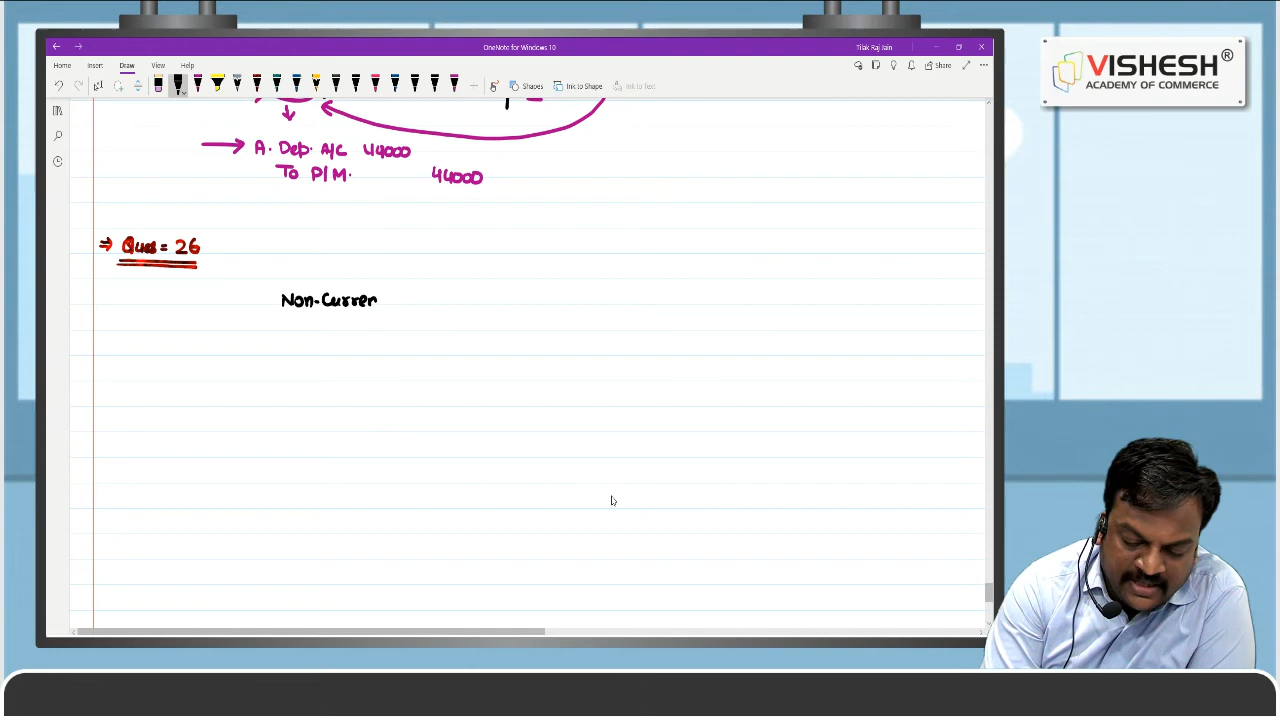 OneNote for Windows 10
Tilak Raj Jain
Home Insert Draw View Help
Share
Shapes Ink to Shape Ink to Text
VISHESH®
ACADEMY OF COMMERCE
→ A. Dep. A/C 44000
To P/M. 44000
⇒ Ques = 26
Non-Curren